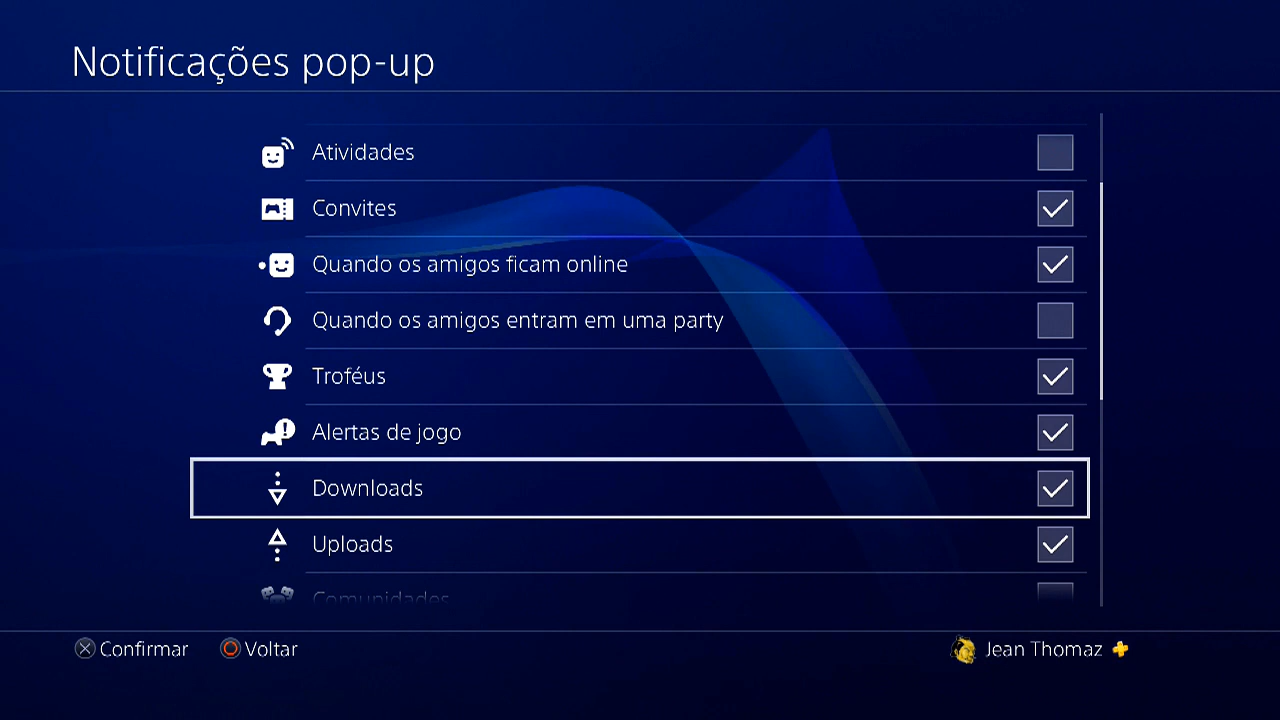 Notificações pop-up
Atividades
Convites
Quando os amigos ficam online
Quando os amigos entram em uma party
Troféus
Alertas de jogo
Downloads
Uploads
Comunidades
Confirmar
Voltar
Jean Thomaz